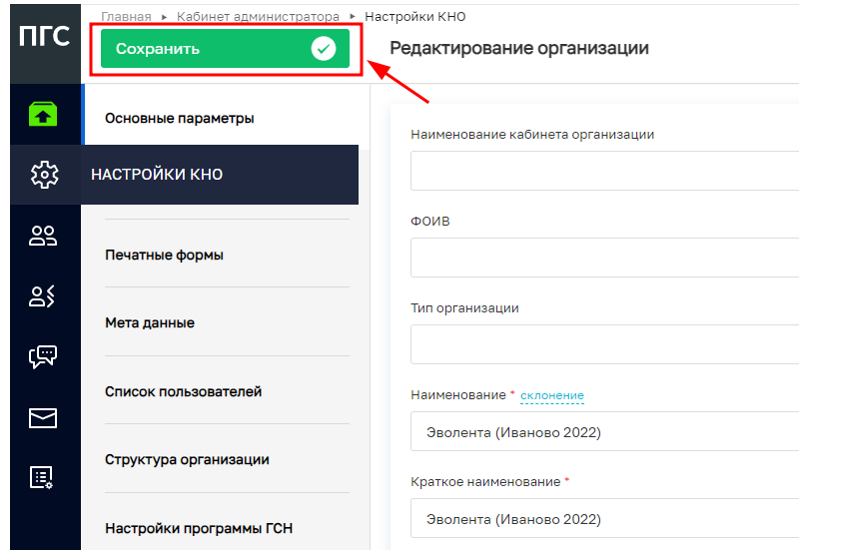 ПГС
Главная ▸ Кабинет администратора ▸ Настройки КНО
Сохранить
Редактирование организации
Основные параметры
НАСТРОЙКИ КНО
Печатные формы
Мета данные
Список пользователей
Структура организации
Настройки программы ГСН
Наименование кабинета организации
ФОИВ
Тип организации
Наименование * склонение
Эволента (Иваново 2022)
Краткое наименование *
Эволента (Иваново 2022)